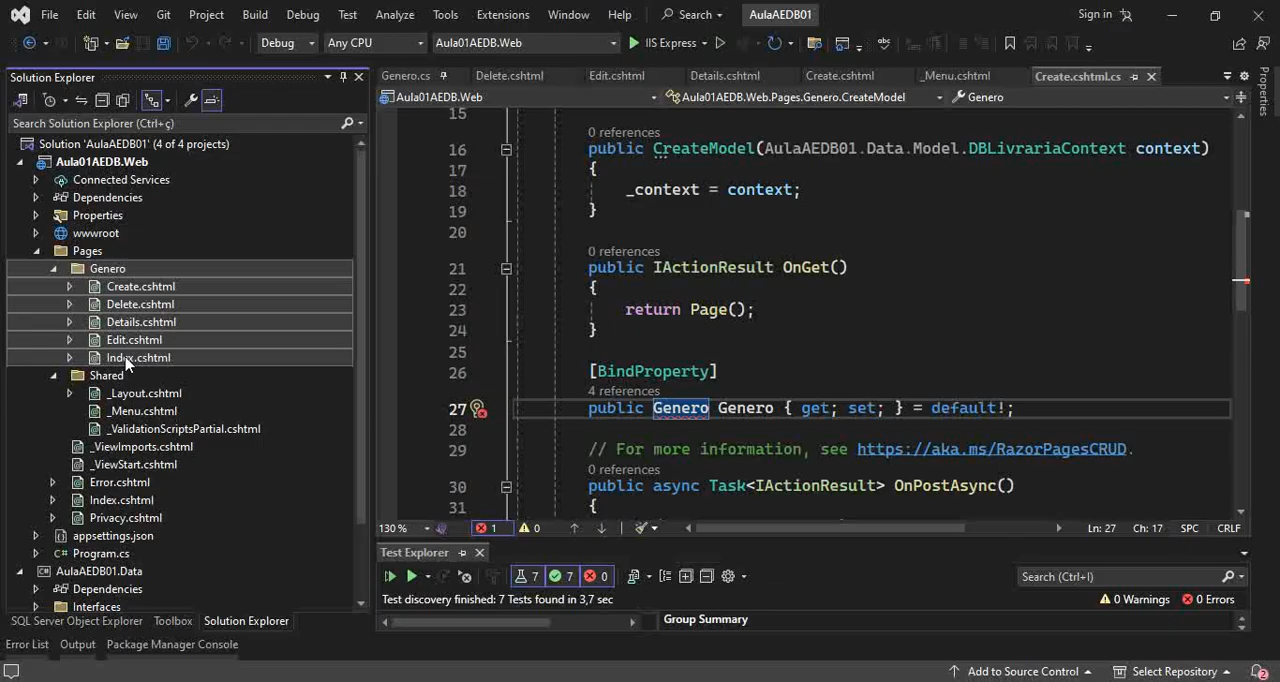 File Edit View Git Project Build Debug Test Analyze Tools Extensions Window Help Search AulaAEDB01 Sign in
Debug Any CPU Aula01AEDB.Web IIS Express
Solution Explorer
Search Solution Explorer (Ctrl+ç)
Solution 'AulaAEDB01' (4 of 4 projects)
Aula01AEDB.Web
Connected Services
Dependencies
Properties
wwwroot
Pages
Genero
Create.cshtml
Delete.cshtml
Details.cshtml
Edit.cshtml
Index.cshtml
Shared
_Layout.cshtml
_Menu.cshtml
_ValidationScriptsPartial.cshtml
_ViewImports.cshtml
_ViewStart.cshtml
Error.cshtml
Index.cshtml
Privacy.cshtml
appsettings.json
Program.cs
AulaAEDB01.Data
Dependencies
Interfaces
SQL Server Object Explorer Toolbox Solution Explorer
Genero.cs Delete.cshtml Edit.cshtml Details.cshtml Create.cshtml _Menu.cshtml Create.cshtml.cs
Aula01AEDB.Web Aula01AEDB.Web.Pages.Genero.CreateModel Genero
15
0 references
16 public CreateModel(AulaAEDB01.Data.Model.DBLivrariaContext context)
17 {
18 _context = context;
19 }
20
0 references
21 public IActionResult OnGet()
22 {
23 return Page();
24 }
25
26 [BindProperty]
4 references
27 public Genero Genero { get; set; } = default!;
28
29 // For more information, see https://aka.ms/RazorPagesCRUD.
0 references
30 public async Task<IActionResult> OnPostAsync()
31 {
130 % 1 0 Ln: 27 Ch: 17 SPC CRLF
Test Explorer
7 7 0 Search (Ctrl+I)
Test discovery finished: 7 Tests found in 3,7 sec 0 Warnings 0 Errors
Group Summary
Properties
Error List Output Package Manager Console
Add to Source Control Select Repository 2